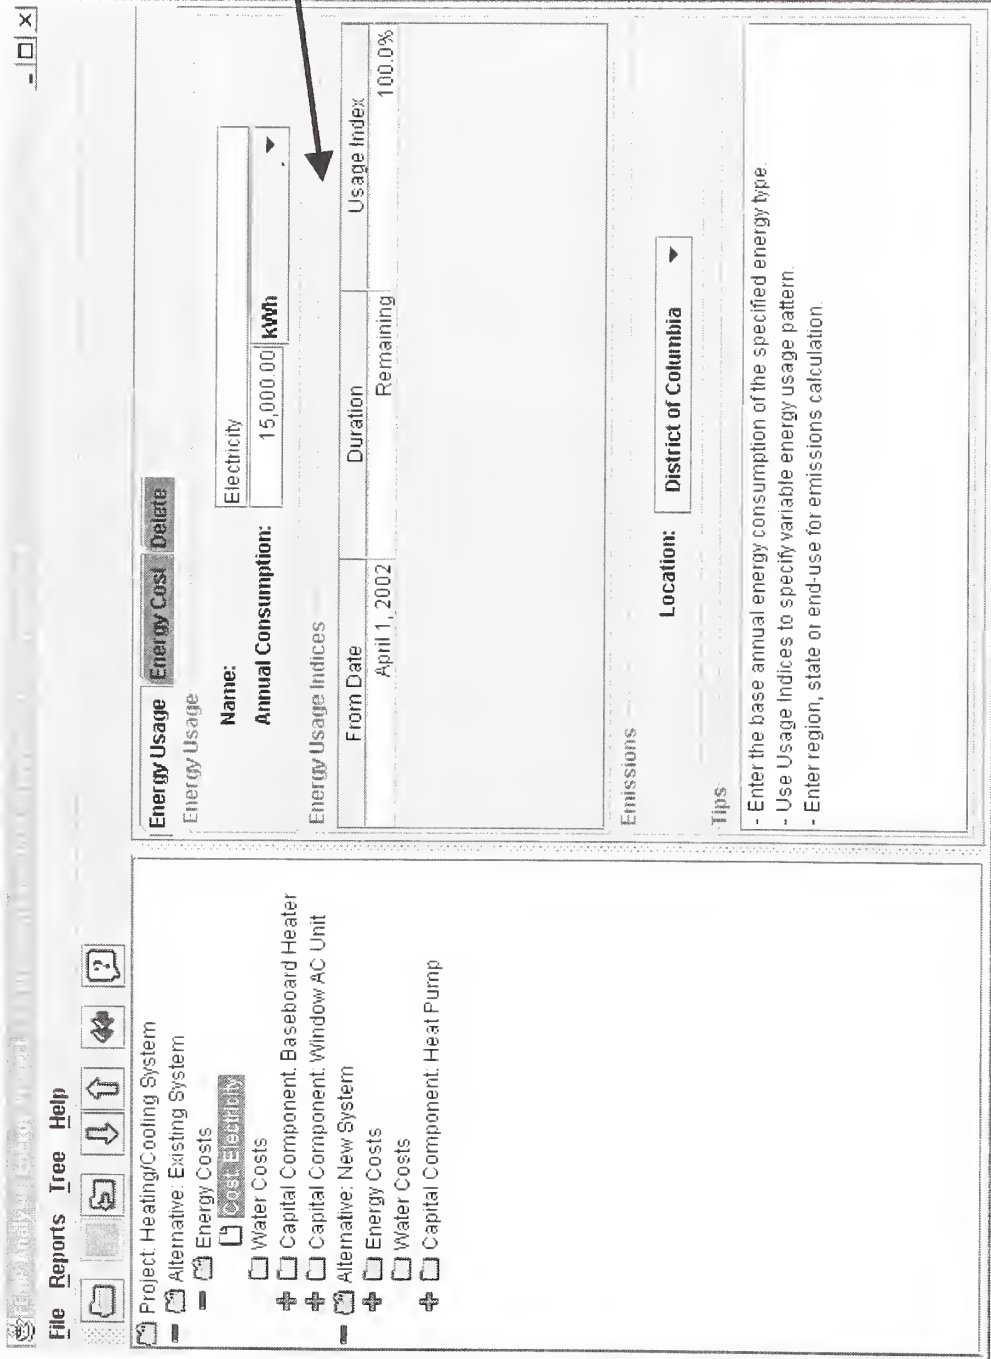 File Reports Tree Help
Project: Heating/Cooling System
Alternative: Existing System
Energy Costs
Cost: Electricity
Water Costs
Capital Component: Baseboard Heater
Capital Component: Window AC Unit
Alternative: New System
Energy Costs
Water Costs
Capital Component: Heat Pump
Energy Usage Energy Cost Delete
Energy Usage
Name: Electricity
Annual Consumption: 15,000.00 kWh
Energy Usage Indices
From Date Duration Usage Index
April 1, 2002 Remaining 100.0%
Emissions
Location: District of Columbia
Tips
- Enter the base annual energy consumption of the specified energy type.
- Use Usage Indices to specify variable energy usage pattern.
- Enter region, state or end-use for emissions calculation.